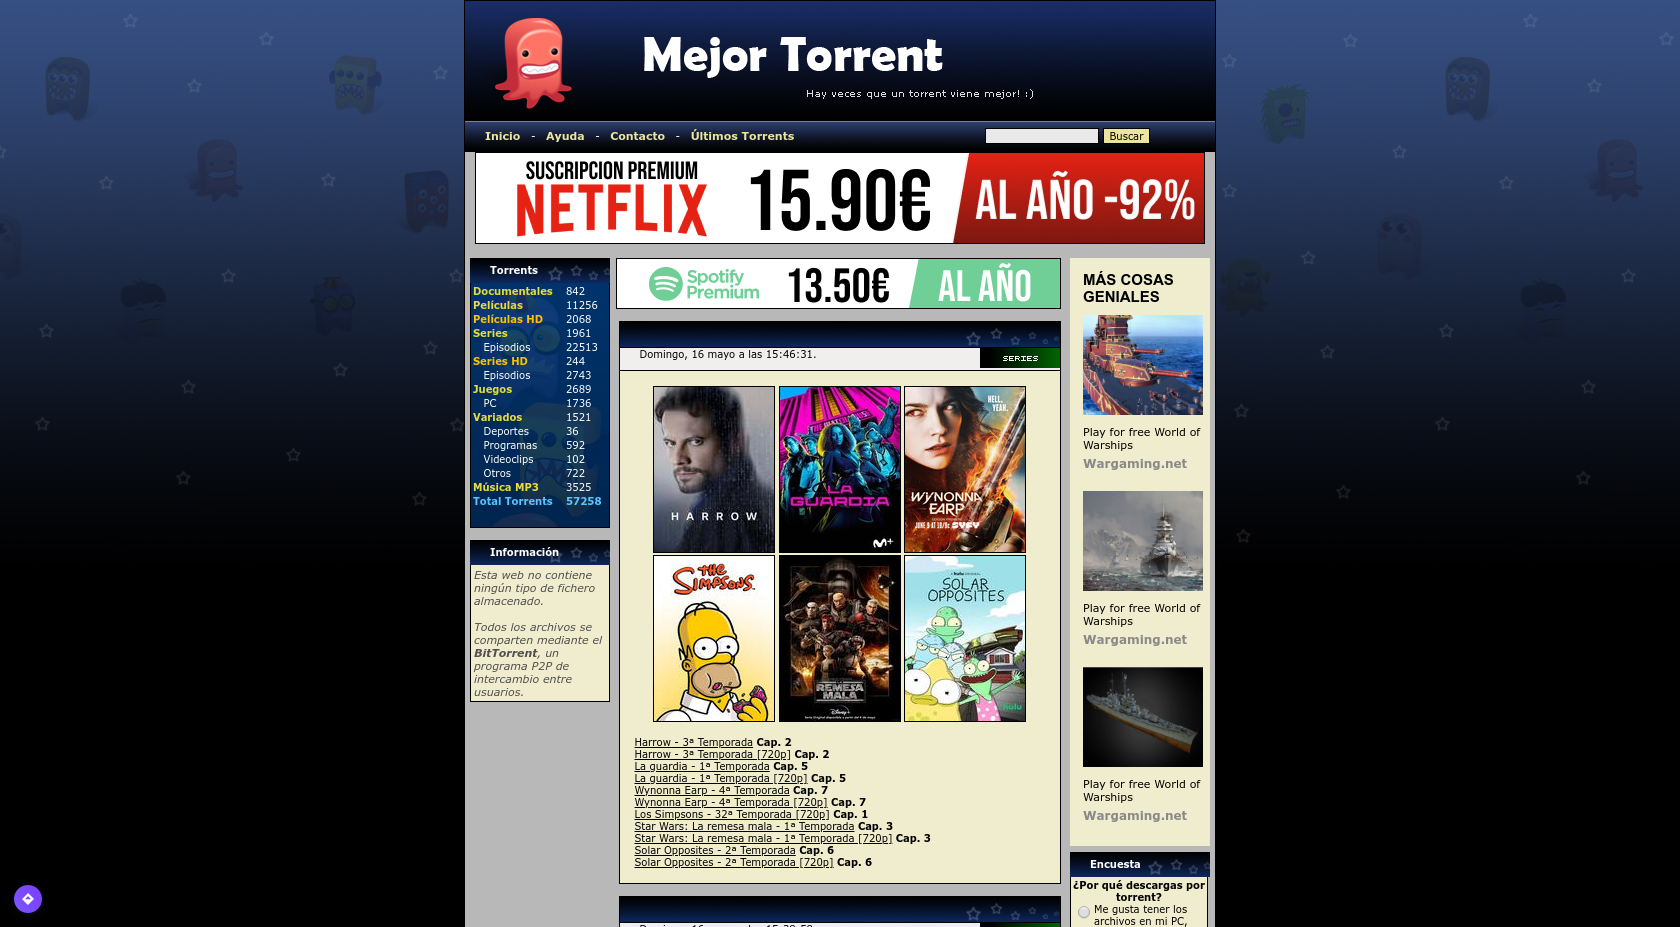 Mejor Torrent
Hay veces que un torrent viene mejor! :)
Inicio - Ayuda - Contacto - Últimos Torrents
Buscar
SUSCRIPCION PREMIUM
NETFLIX
15.90€
AL AÑO -92%
Torrents
Documentales 842
Películas 11256
Películas HD 2068
Series 1961
Episodios 22513
Series HD 244
Episodios 2743
Juegos 2689
PC 1736
Variados 1521
Deportes 36
Programas 592
Videoclips 102
Otros 722
Música MP3 3525
Total Torrents 57258
Información
Esta web no contiene
ningún tipo de fichero
almacenado.
Todos los archivos se
comparten mediante el
BitTorrent, un
programa P2P de
intercambio entre
usuarios.
Spotify
Premium
13.50€
AL AÑO
Domingo, 16 mayo a las 15:46:31.
SERIES
HARROW
LA
GUARDIA
M+
HELL,
YEAR.
WYNONNA
EARP
SYFY
THE
SIMPSONS
REMESA
MALA
Disney+
SOLAR
OPPOSITES
hulu
Harrow - 3ª Temporada Cap. 2
Harrow - 3ª Temporada [720p] Cap. 2
La guardia - 1ª Temporada Cap. 5
La guardia - 1ª Temporada [720p] Cap. 5
Wynonna Earp - 4ª Temporada Cap. 7
Wynonna Earp - 4ª Temporada [720p] Cap. 7
Los Simpsons - 32ª Temporada [720p] Cap. 1
Star Wars: La remesa mala - 1ª Temporada Cap. 3
Star Wars: La remesa mala - 1ª Temporada [720p] Cap. 3
Solar Opposites - 2ª Temporada Cap. 6
Solar Opposites - 2ª Temporada [720p] Cap. 6
MÁS COSAS
GENIALES
Play for free World of
Warships
Wargaming.net
Play for free World of
Warships
Wargaming.net
Play for free World of
Warships
Wargaming.net
Encuesta
¿Por qué descargas por
torrent?
Me gusta tener los
archivos en mi PC,